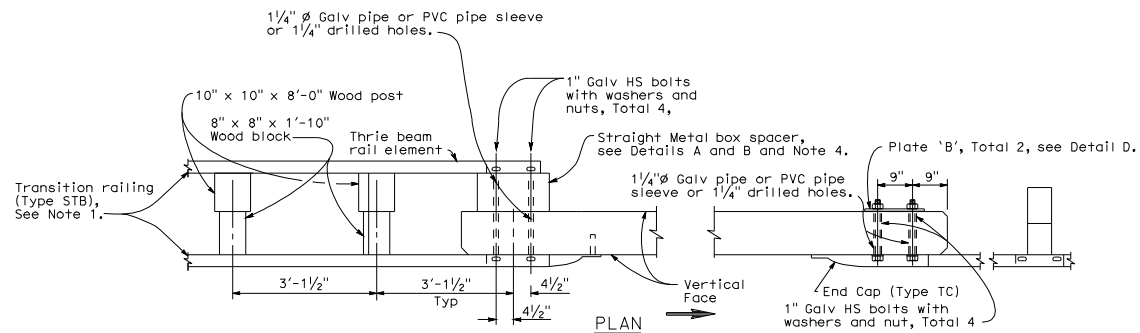 1¼" Ø Galv pipe or PVC pipe sleeve
or 1¼" drilled holes.
10" x 10" x 8'-0" Wood post
8" x 8" x 1'-10"
Wood block
Thrie beam
rail element
1" Galv HS bolts
with washers and
nuts, Total 4,
Straight Metal box spacer,
see Details A and B and Note 4.
Plate `B', Total 2, see Detail D.
1¼"Ø Galv pipe or PVC pipe
sleeve or 1¼" drilled holes.
9"
9"
Transition railing
(Type STB),
See Note 1.
3'-1½"
3'-1½"
Typ
4½"
4½"
Vertical
Face
End Cap (Type TC)
1" Galv HS bolts with
washers and nut, Total 4
PLAN